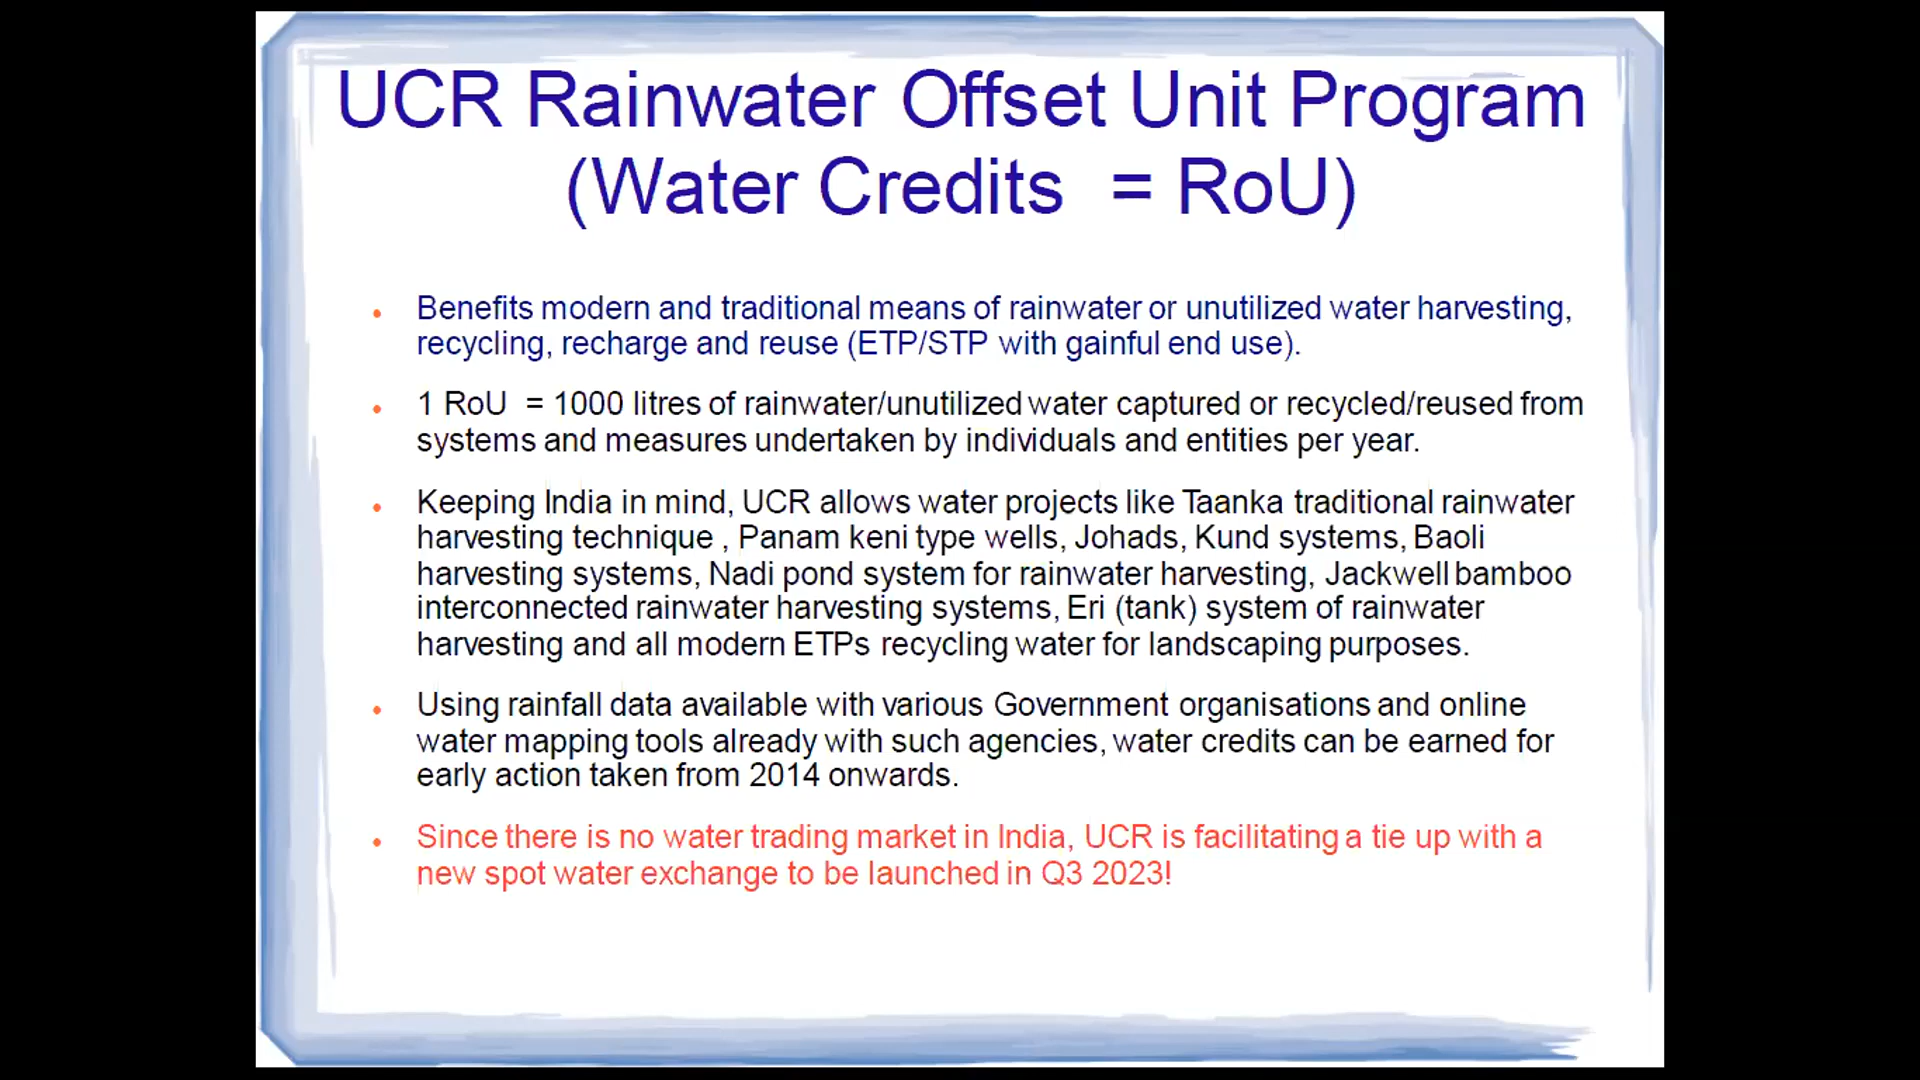 UCR Rainwater Offset Unit Program
(Water Credits = RoU)
Benefits modern and traditional means of rainwater or unutilized water harvesting,
recycling, recharge and reuse (ETP/STP with gainful end use).
1 RoU = 1000 litres of rainwater/unutilized water captured or recycled/reused from
systems and measures undertaken by individuals and entities per year.
Keeping India in mind, UCR allows water projects like Taanka traditional rainwater
harvesting technique , Panam keni type wells, Johads, Kund systems, Baoli
harvesting systems, Nadi pond system for rainwater harvesting, Jackwell bamboo
interconnected rainwater harvesting systems, Eri (tank) system of rainwater
harvesting and all modern ETPs recycling water for landscaping purposes.
Using rainfall data available with various Government organisations and online
water mapping tools already with such agencies, water credits can be earned for
early action taken from 2014 onwards.
Since there is no water trading market in India, UCR is facilitating a tie up with a
new spot water exchange to be launched in Q3 2023!